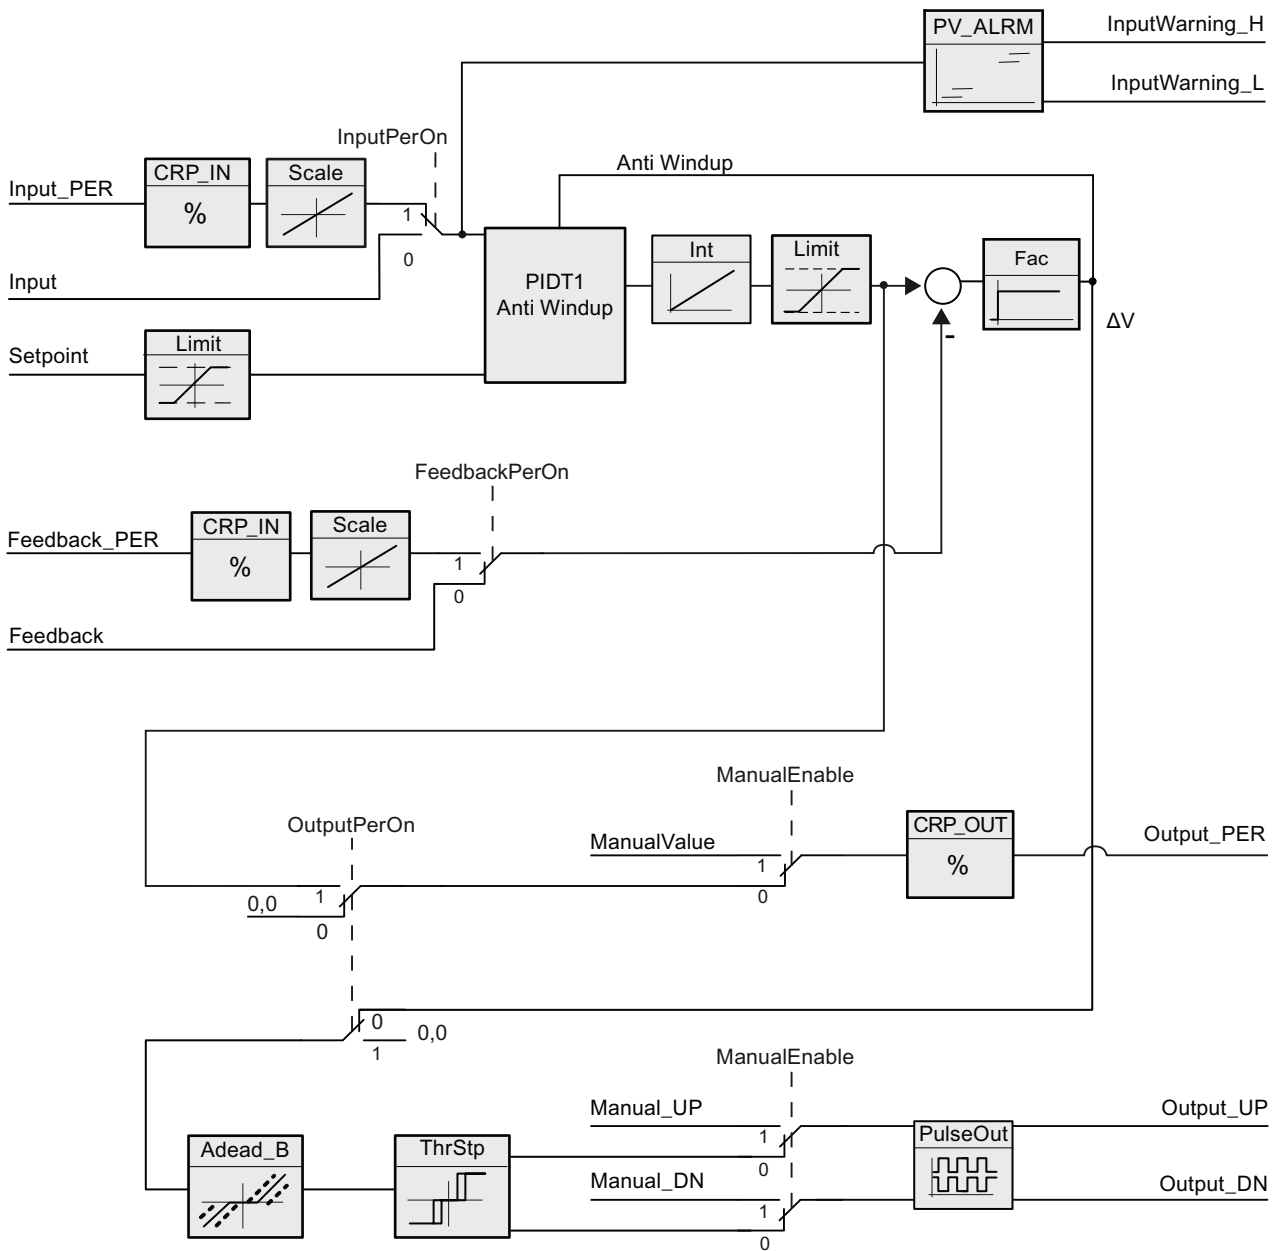 PV_ALRM
InputWarning_H
InputWarning_L
InputPerOn
Anti Windup
Input_PER
CRP_IN
%
Scale
1
0
Input
PIDT1
Anti Windup
Int
Limit
Fac
ΔV
-
Setpoint
Limit
FeedbackPerOn
Feedback_PER
CRP_IN
%
Scale
1
0
Feedback
ManualEnable
OutputPerOn
ManualValue
1
0
CRP_OUT
%
Output_PER
0,0
1
0
0
1
0,0
ManualEnable
Manual_UP
1
0
Output_UP
Adead_B
ThrStp
PulseOut
Manual_DN
1
0
Output_DN